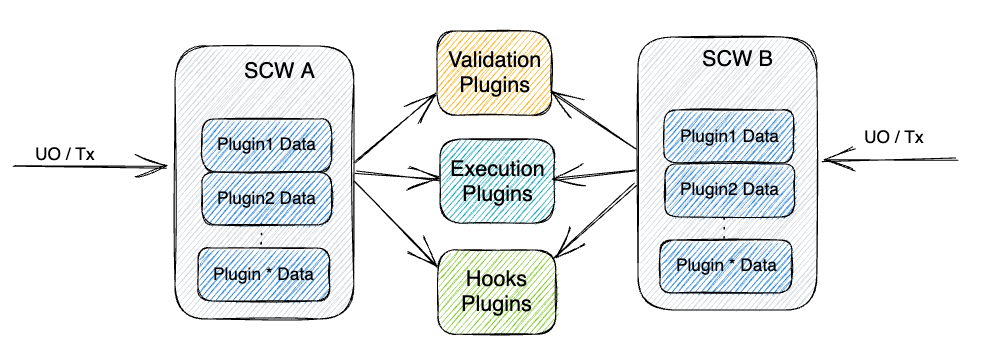 SCW A
Plugin1 Data
Plugin2 Data
Plugin * Data
UO / Tx
Validation
Plugins
Execution
Plugins
Hooks
Plugins
SCW B
Plugin1 Data
Plugin2 Data
Plugin * Data
UO / Tx